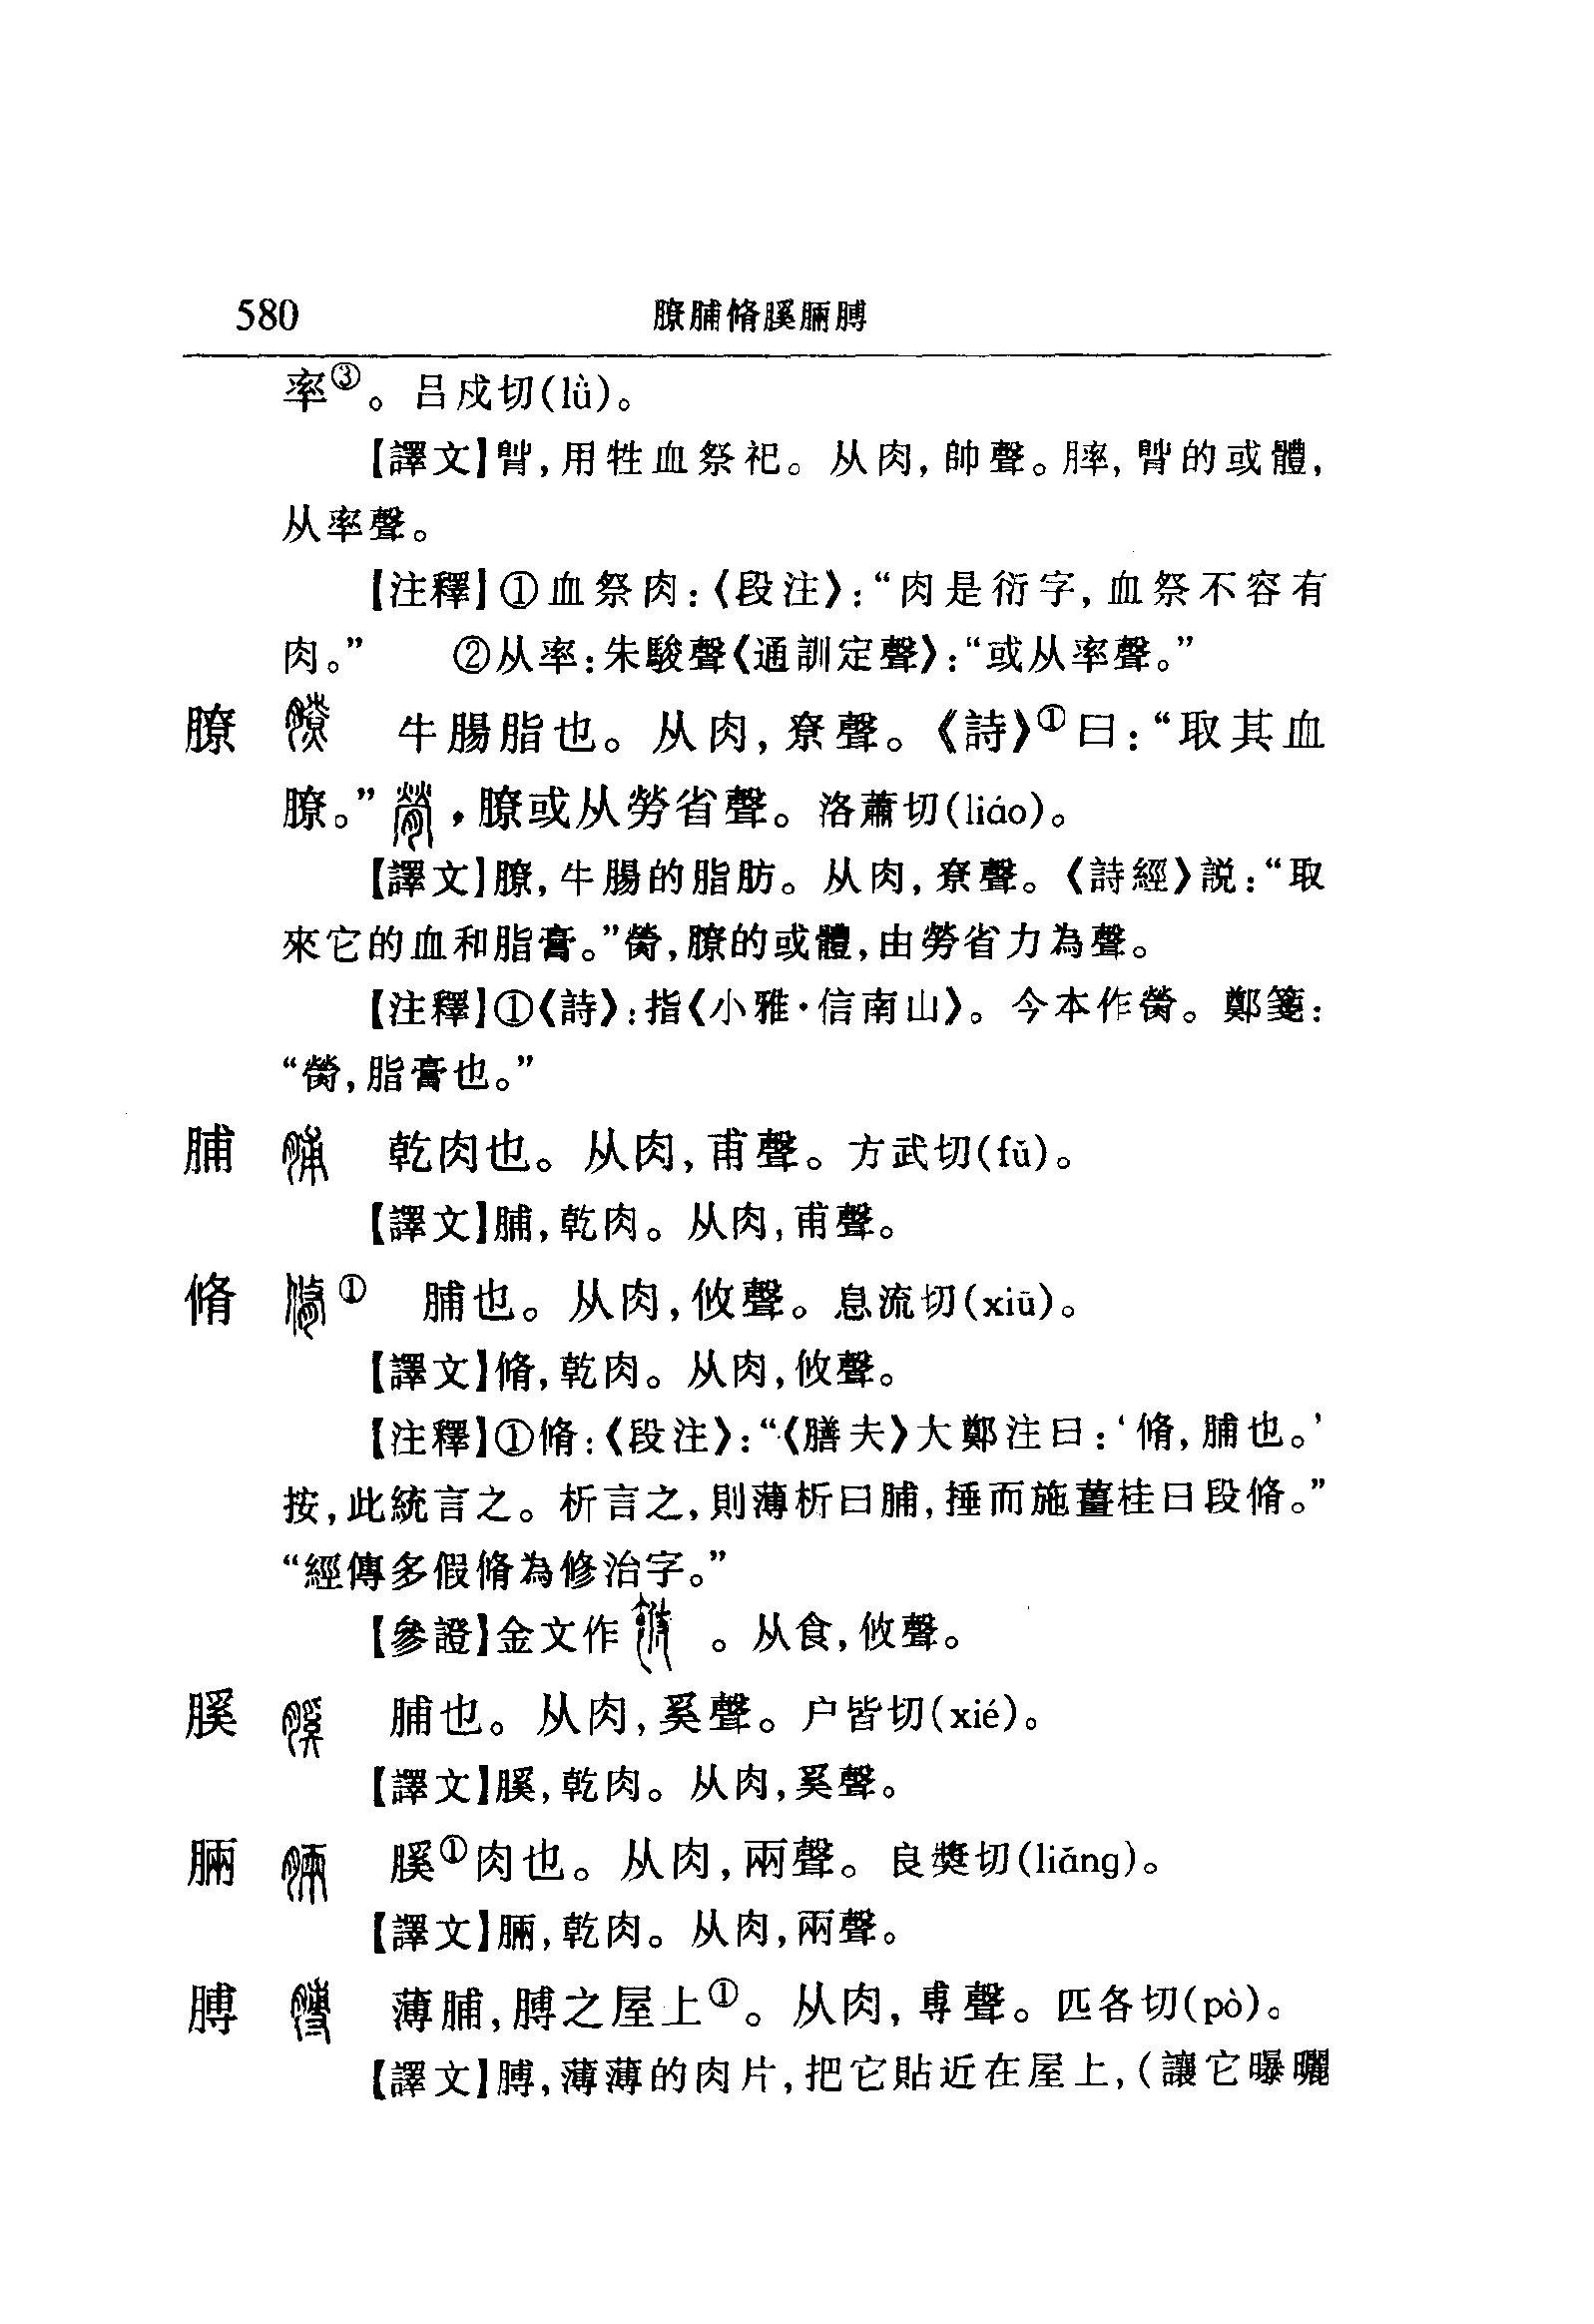 580 膫脯脩膎脼膊
率③。吕戍切(lǜ)。
【譯文】膟,用牲血祭祀。从肉,帥聲。膟,的或體,
从率聲。
【注釋】①血祭肉:《段注》:“肉是衍字,血祭不容有
肉。” ②从率:朱駿聲《通訓定聲》:“或从率聲。”
膫 牛腸脂也。从肉,尞聲。《詩》①曰:“取其血
膫。”,膫或从勞省聲。洛蕭切(liáo)。
【譯文】膫,牛腸的脂肪。从肉,尞聲。《詩經》説:“取
來它的血和脂膏。”膋,膫的或體,由勞省力為聲。
【注釋】①《詩》:指《小雅·信南山》。今本作膋。鄭箋:
“膋,脂膏也。”
脯 乾肉也。从肉,甫聲。方武切(fǔ)。
【譯文】脯,乾肉。从肉,甫聲。
脩 ① 脯也。从肉,攸聲。息流切(xiū)。
【譯文】脩,乾肉。从肉,攸聲。
【注釋】①脩:《段注》:“《膳夫》大鄭注曰:‘脩,脯也。’
按,此統言之。析言之,則薄析曰脯,捶而施薑桂曰段脩。”
“經傳多假脩為修治字。”
【參證】金文作 。从食,攸聲。
膎 脯也。从肉,奚聲。户皆切(xié)。
【譯文】膎,乾肉。从肉,奚聲。
脼 膎①肉也。从肉,兩聲。良獎切(liǎng)。
【譯文】脼,乾肉。从肉,兩聲。
膊 薄脯,膊之屋上①。从肉,尃聲。匹各切(pò)。
【譯文】膊,薄薄的肉片,把它貼近在屋上,(讓它曝曬